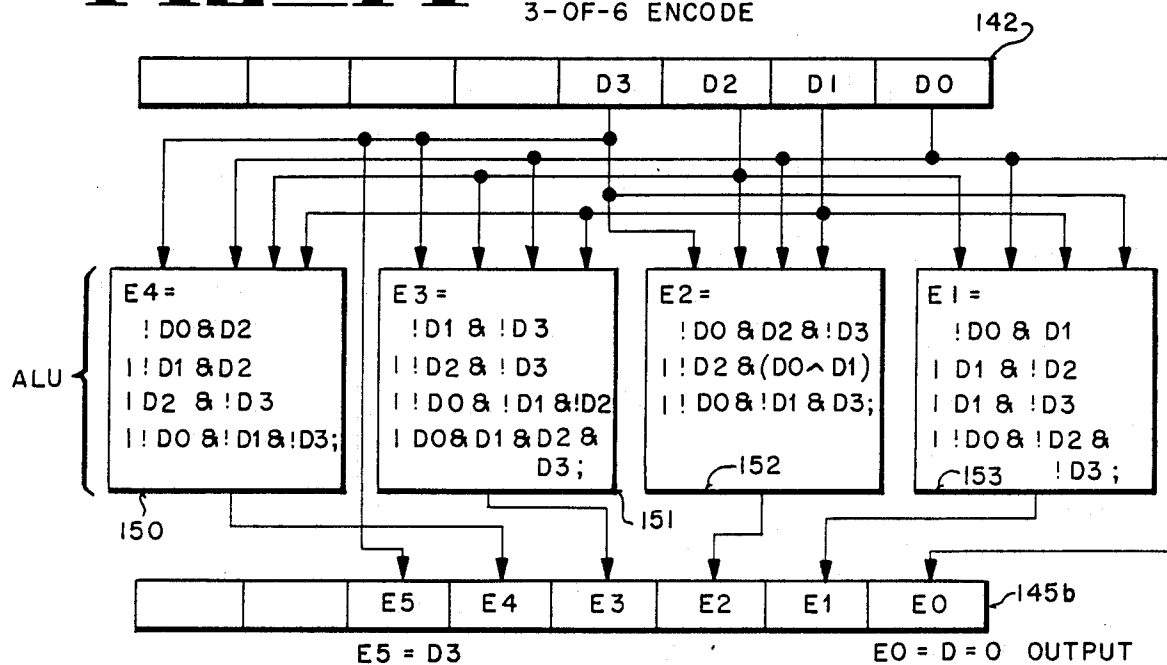 3-OF-6 ENCODE
142
D3 D2 D1 D0
E4= E3= E2= E1=
!D0&D2 !D1 & !D3 !D0&D2&!D3 !D0 & D1
|!D1&D2 |!D2&!D3 |!D2&(D0^D1) | D1 &!D2
ALU
|D2 &!D3 |!D0&!D1&!D2 |!D0&!D1&D3; | D1 &!D3
|!D0&!D1&!D3; |D0&D1&D2& |!D0&!D2&
D3; 152 153 !D3;
150 151
E5 E4 E3 E2 E1 E0 145b
E5=D3 E0=D=0 OUTPUT